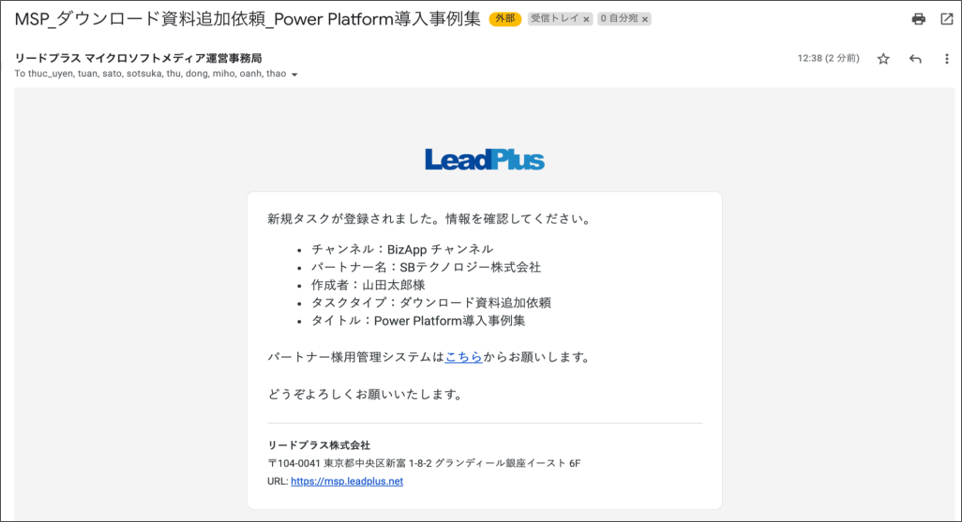 MSP_ダウンロード資料追加依頼_Power Platform導入事例集 外部 受信トレイ × 0 自分宛 ×
リードプラス マイクロソフトメディア運営事務局 12:38 (2 分前)
To thuc_uyen, tuan, sato, sotsuka, thu, dong, miho, oanh, thao
LeadPlus
新規タスクが登録されました。情報を確認してください。
• チャンネル：BizApp チャンネル
• パートナー名：SBテクノロジー株式会社
• 作成者：山田太郎様
• タスクタイプ：ダウンロード資料追加依頼
• タイトル：Power Platform導入事例集
パートナー様用管理システムはこちらからお願いします。
どうぞよろしくお願いいたします。
リードプラス株式会社
〒104-0041 東京都中央区新富 1-8-2 グランディール銀座イースト 6F
URL: https://msp.leadplus.net